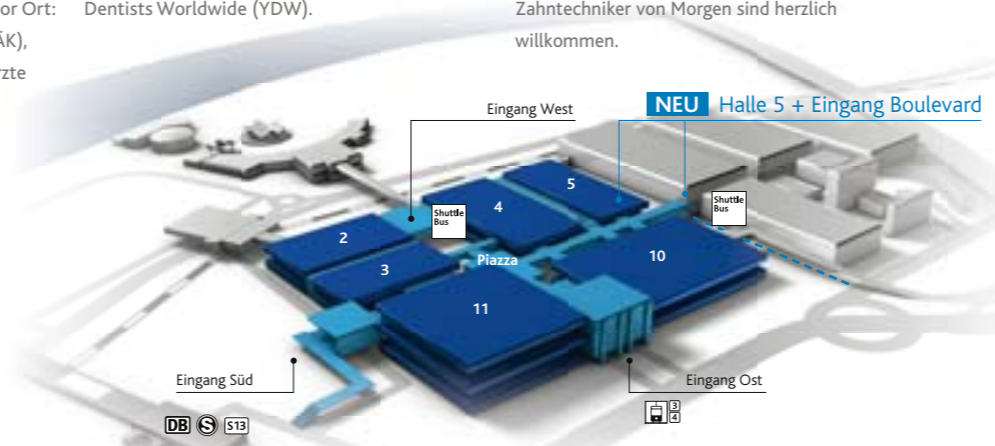 or Ort:
ÄK),
rzte
Dentists Worldwide (YDW).
Zahntechniker von Morgen sind herzlich
willkommen.
Eingang West
NEU Halle 5 + Eingang Boulevard
5
4
Shuttle
Bus
Shuttle
Bus
2
3
Piazza
10
11
Eingang Süd
Eingang Ost
DB S S13
3
4